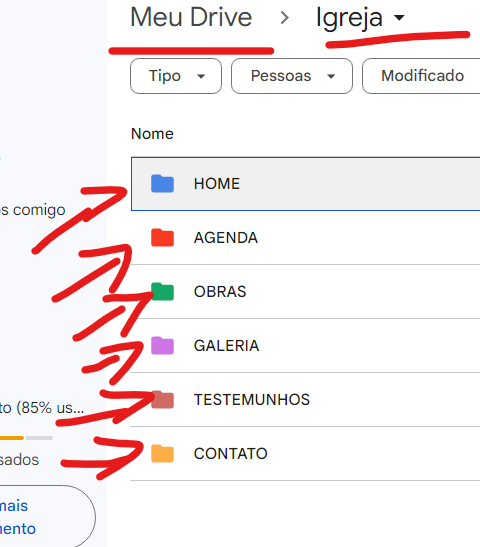 Meu Drive > Igreja
Tipo Pessoas Modificado
Nome
HOME
s comigo
AGENDA
OBRAS
GALERIA
TESTEMUNHOS
to (85% us...
CONTATO
sados
mais
mento